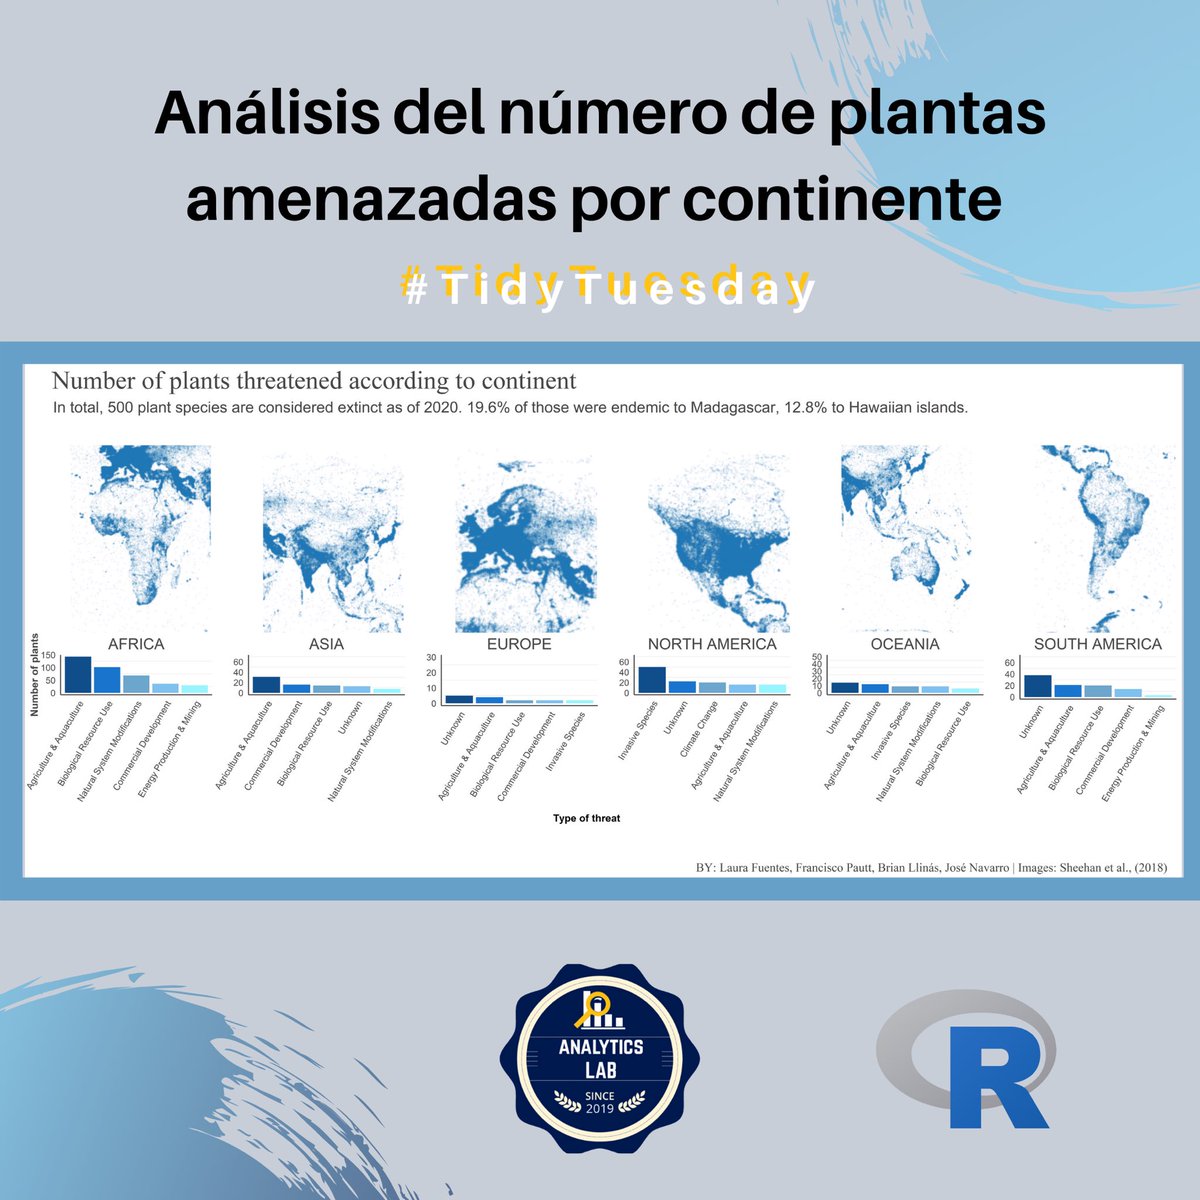 Análisis del número de plantas
amenazadas por continente
#TidyTuesday
Number of plants threatened according to continent
In total, 500 plant species are considered extinct as of 2020. 19.6% of those were endemic to Madagascar, 12.8% to Hawaiian islands.
Number of plants
AFRICA
150
100
50
0
Agriculture & Aquaculture
Biological Resource Use
Natural System Modifications
Commercial Development
Energy Production & Mining
ASIA
60
40
20
0
Agriculture & Aquaculture
Commercial Development
Biological Resource Use
Unknown
Natural System Modifications
EUROPE
30
20
10
0
Unknown
Agriculture & Aquaculture
Biological Resource Use
Commercial Development
Invasive Species
NORTH AMERICA
60
40
20
0
Invasive Species
Unknown
Climate Change
Agriculture & Aquaculture
Natural System Modifications
OCEANIA
50
40
30
20
10
0
Unknown
Agriculture & Aquaculture
Invasive Species
Natural System Modifications
Biological Resource Use
SOUTH AMERICA
60
40
20
0
Unknown
Agriculture & Aquaculture
Biological Resource Use
Commercial Development
Energy Production & Mining
Type of threat
BY: Laura Fuentes, Francisco Pautt, Brian Llinás, José Navarro | Images: Sheehan et al., (2018)
ANALYTICS
LAB
SINCE
2019
R